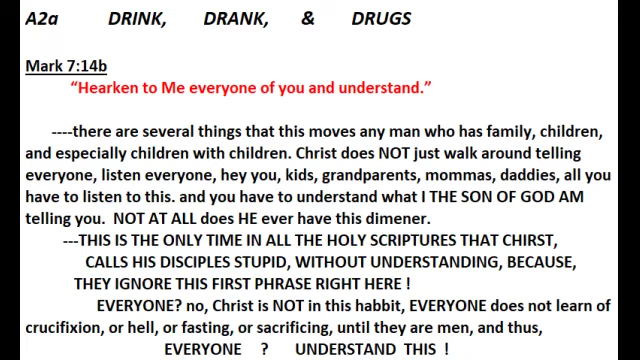 A2a DRINK, DRANK, & DRUGS
Mark 7:14b
“Hearken to Me everyone of you and understand.”
----there are several things that this moves any man who has family, children,
and especially children with children. Christ does NOT just walk around telling
everyone, listen everyone, hey you, kids, grandparents, mommas, daddies, all you
have to listen to this. and you have to understand what I THE SON OF GOD AM
telling you. NOT AT ALL does HE ever have this dimener.
---THIS IS THE ONLY TIME IN ALL THE HOLY SCRIPTURES THAT CHIRST,
CALLS HIS DISCIPLES STUPID, WITHOUT UNDERSTANDING, BECAUSE,
THEY IGNORE THIS FIRST PHRASE RIGHT HERE !
EVERYONE? no, Christ is NOT in this habbit, EVERYONE does not learn of
crucifixion, or hell, or fasting, or sacrificing, until they are men, and thus,
EVERYONE ? UNDERSTAND THIS !